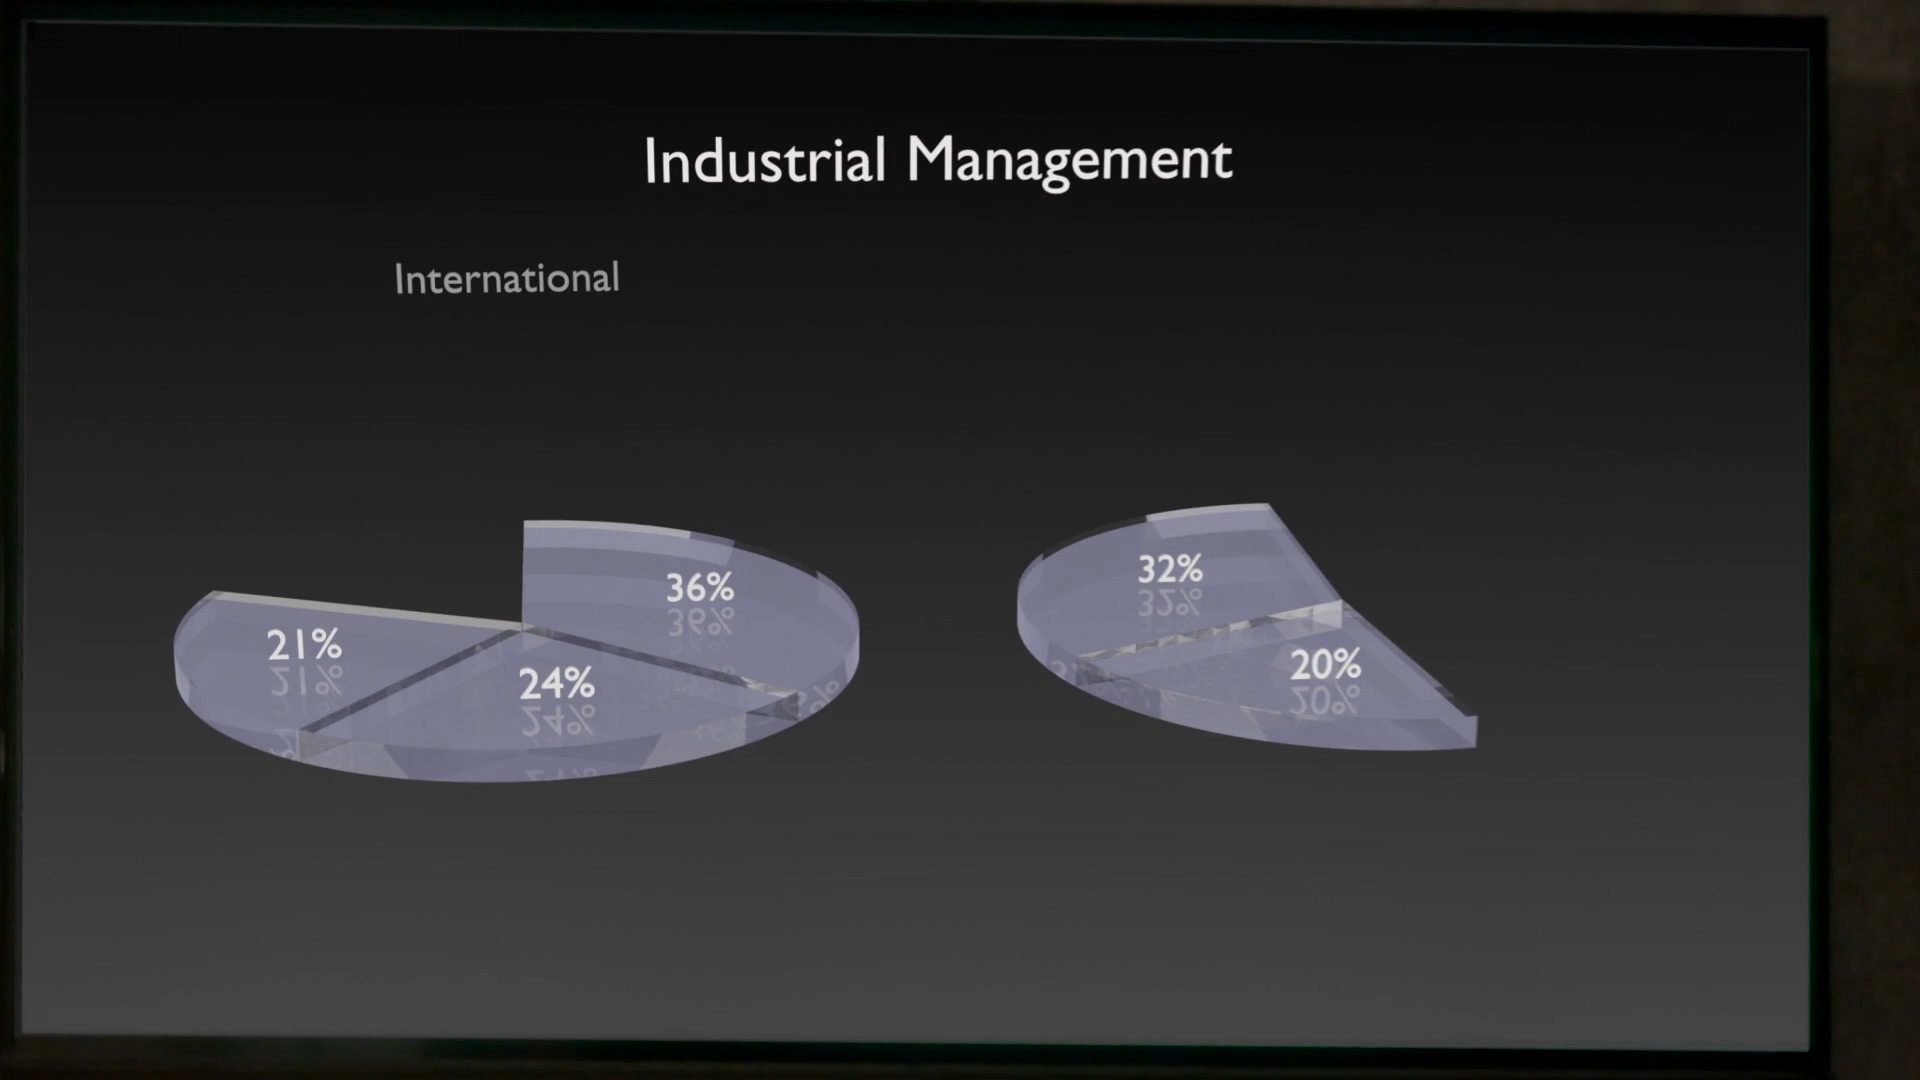 Industrial Management
International
36%
21%
24%
32%
20%